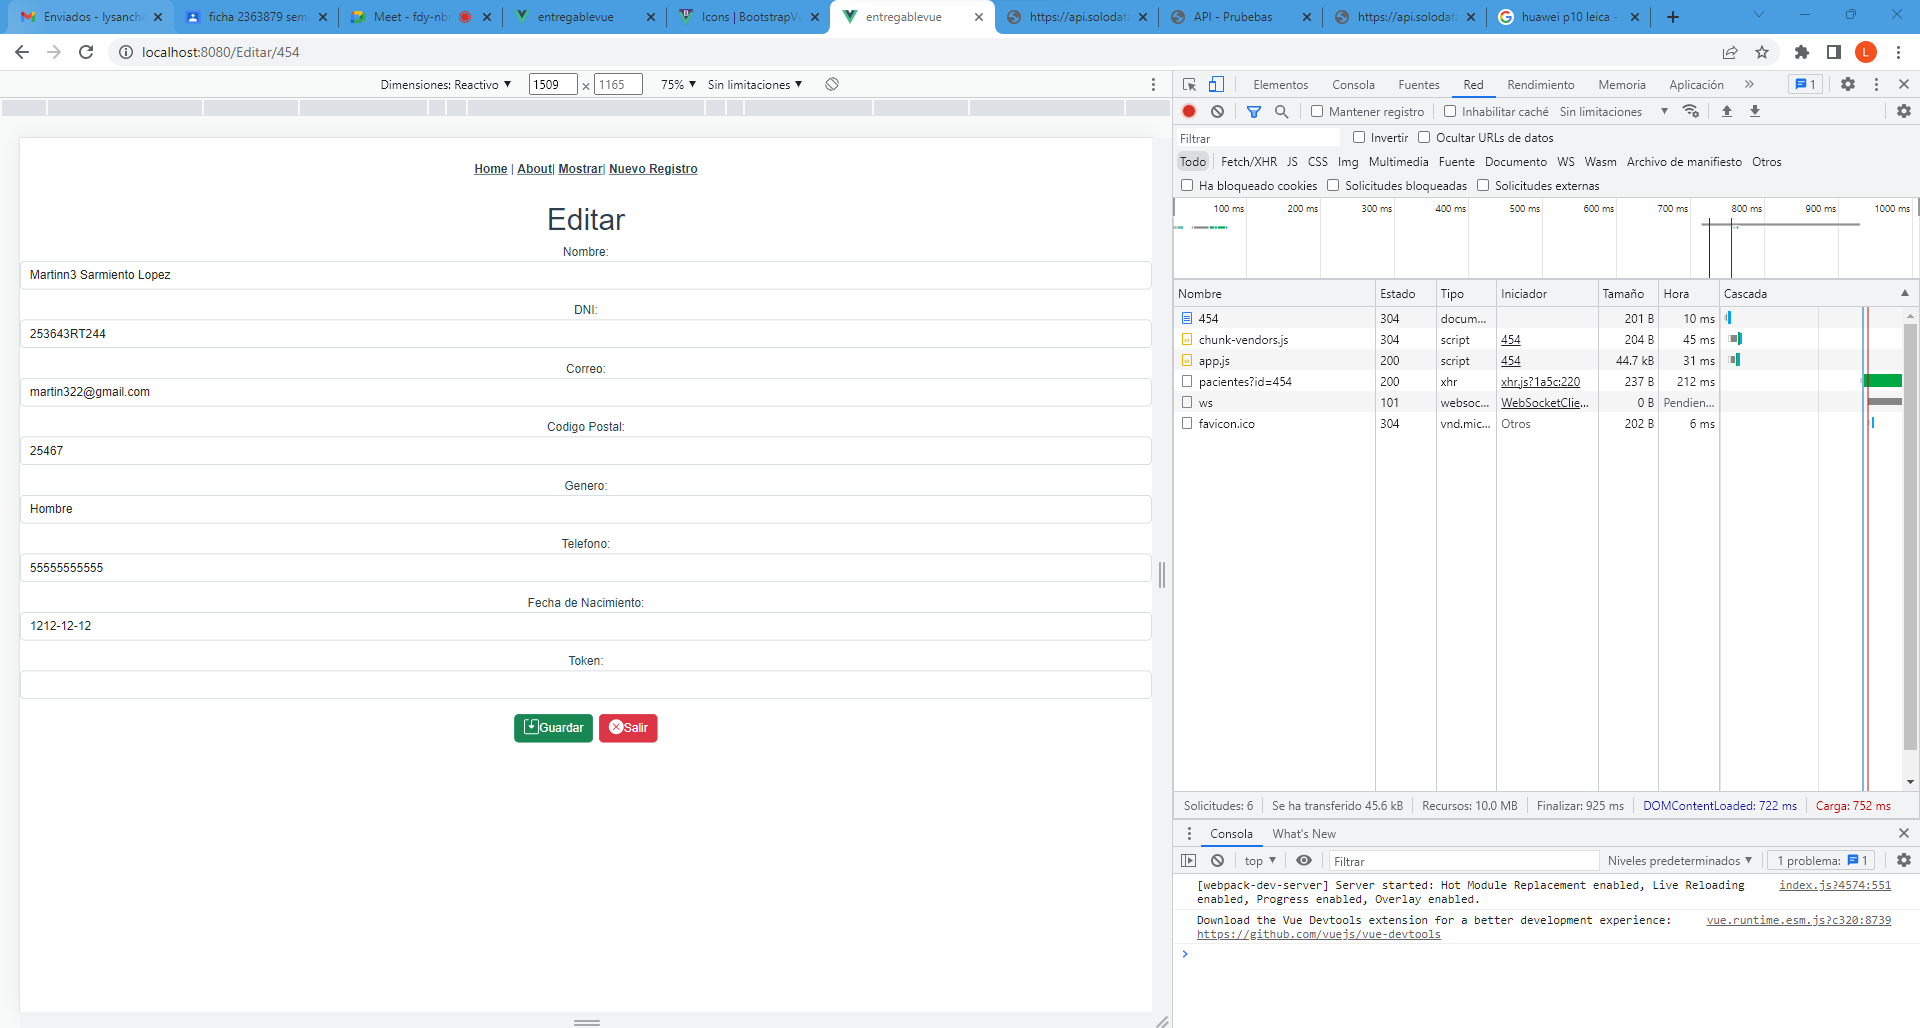 Enviados - lysanche
ficha 2363879 sem
Meet - fdy-nb
entregablevue
Icons | BootstrapVu
entregablevue
https://api.solodat
API - Prubebas
https://api.solodat
huawei p10 leica -
localhost:8080/Editar/454
L
Dimensiones: Reactivo
1509 x 1165
75%
Sin limitaciones
Home | About| Mostrar| Nuevo Registro
Editar
Nombre:
Martinn3 Sarmiento Lopez
DNI:
253643RT244
Correo:
martin322@gmail.com
Codigo Postal:
25467
Genero:
Hombre
Telefono:
55555555555
Fecha de Nacimiento:
1212-12-12
Token:
Guardar
Salir
Elementos Consola Fuentes Red Rendimiento Memoria Aplicación
1
Mantener registro Inhabilitar caché Sin limitaciones
Filtrar Invertir Ocultar URLs de datos
Todo Fetch/XHR JS CSS Img Multimedia Fuente Documento WS Wasm Archivo de manifiesto Otros
Ha bloqueado cookies Solicitudes bloqueadas Solicitudes externas
100 ms 200 ms 300 ms 400 ms 500 ms 600 ms 700 ms 800 ms 900 ms 1000 ms
Nombre Estado Tipo Iniciador Tamaño Hora Cascada
454 304 docum... 201 B 10 ms
chunk-vendors.js 304 script 454 204 B 45 ms
app.js 200 script 454 44.7 kB 31 ms
pacientes?id=454 200 xhr xhr.js?1a5c:220 237 B 212 ms
ws 101 websoc... WebSocketClie... 0 B Pendien...
favicon.ico 304 vnd.mic... Otros 202 B 6 ms
Solicitudes: 6 Se ha transferido 45.6 kB Recursos: 10.0 MB Finalizar: 925 ms DOMContentLoaded: 722 ms Carga: 752 ms
Consola What's New
top Filtrar Niveles predeterminados 1 problema: 1
[webpack-dev-server] Server started: Hot Module Replacement enabled, Live Reloading index.js?4574:551
enabled, Progress enabled, Overlay enabled.
Download the Vue Devtools extension for a better development experience: vue.runtime.esm.js?c320:8739
https://github.com/vuejs/vue-devtools